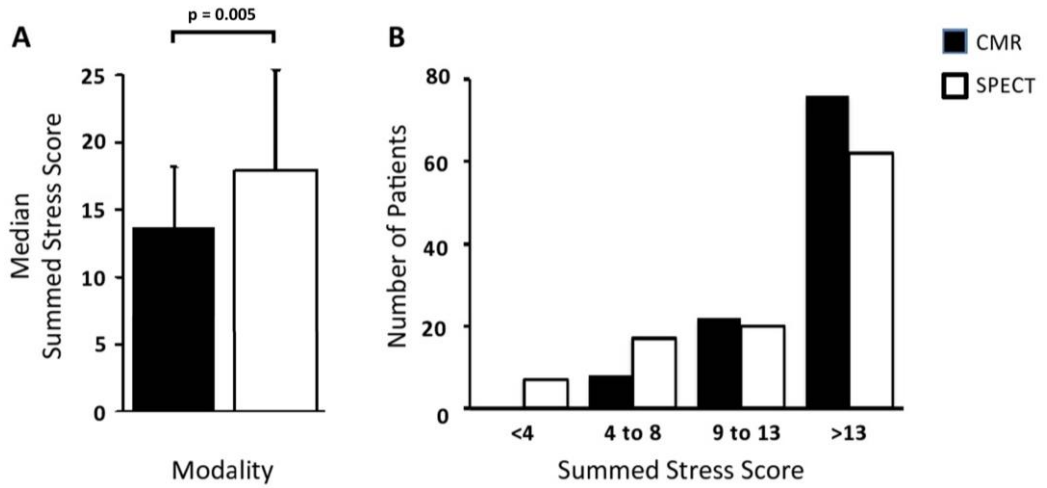 p = 0.005
A
B
CMR
SPECT
Median
Summed Stress Score
25
20
15
10
5
0
Modality
Number of Patients
80
60
40
20
0
<4
4 to 8
9 to 13
>13
Summed Stress Score